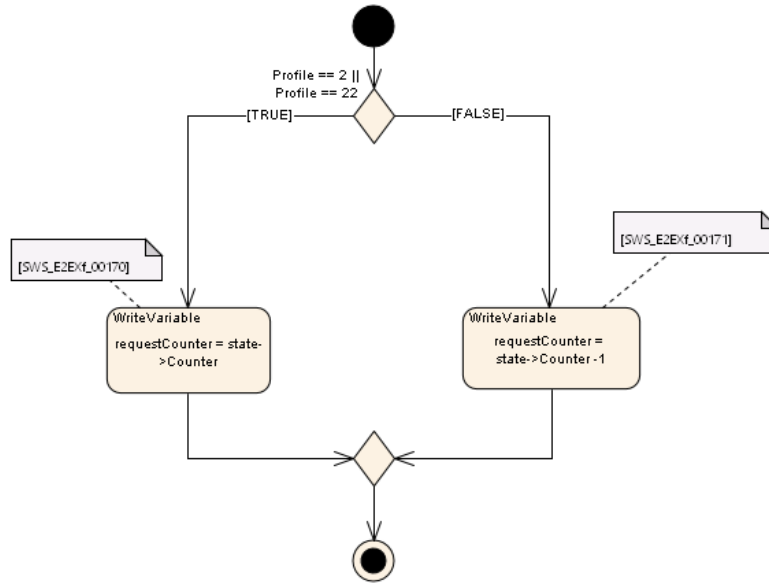 Profile == 2 ||
Profile == 22
[TRUE]
[FALSE]
[SWS_E2EXf_00170]
[SWS_E2EXf_00171]
WriteVariable
requestCounter = state-
>Counter
WriteVariable
requestCounter =
state->Counter -1